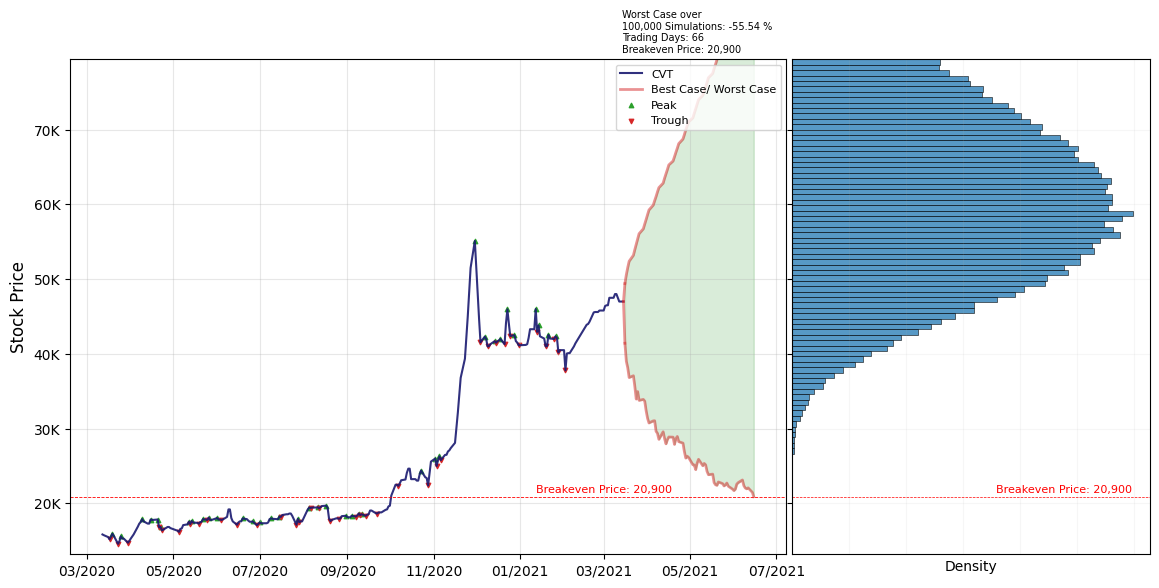 Worst Case over
100,000 Simulations: -55.54 %
Trading Days: 66
Breakeven Price: 20,900
CVT
Best Case/ Worst Case
Peak
Trough
Stock Price
70K
60K
50K
40K
30K
20K
Breakeven Price: 20,900
Breakeven Price: 20,900
03/2020 05/2020 07/2020 09/2020 11/2020 01/2021 03/2021 05/2021 07/2021
Density